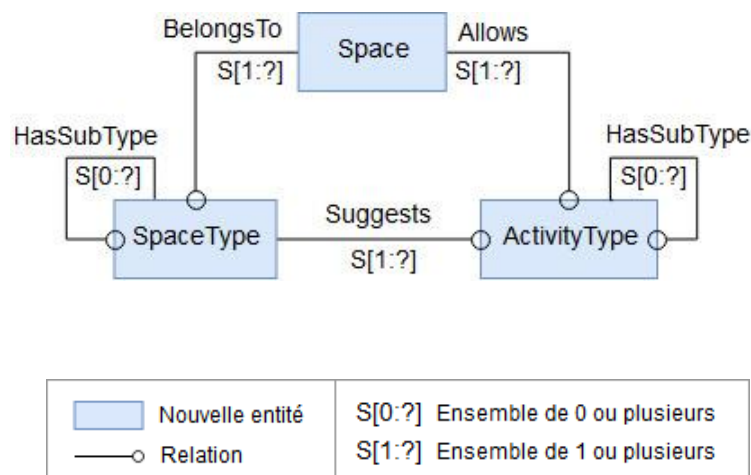 BelongsTo
Allows
Space
S[1:?]
S[1:?]
HasSubType
HasSubType
S[0:?]
S[0:?]
Suggests
SpaceType
ActivityType
S[1:?]
Nouvelle entité
S[0:?] Ensemble de 0 ou plusieurs
Relation
S[1:?] Ensemble de 1 ou plusieurs